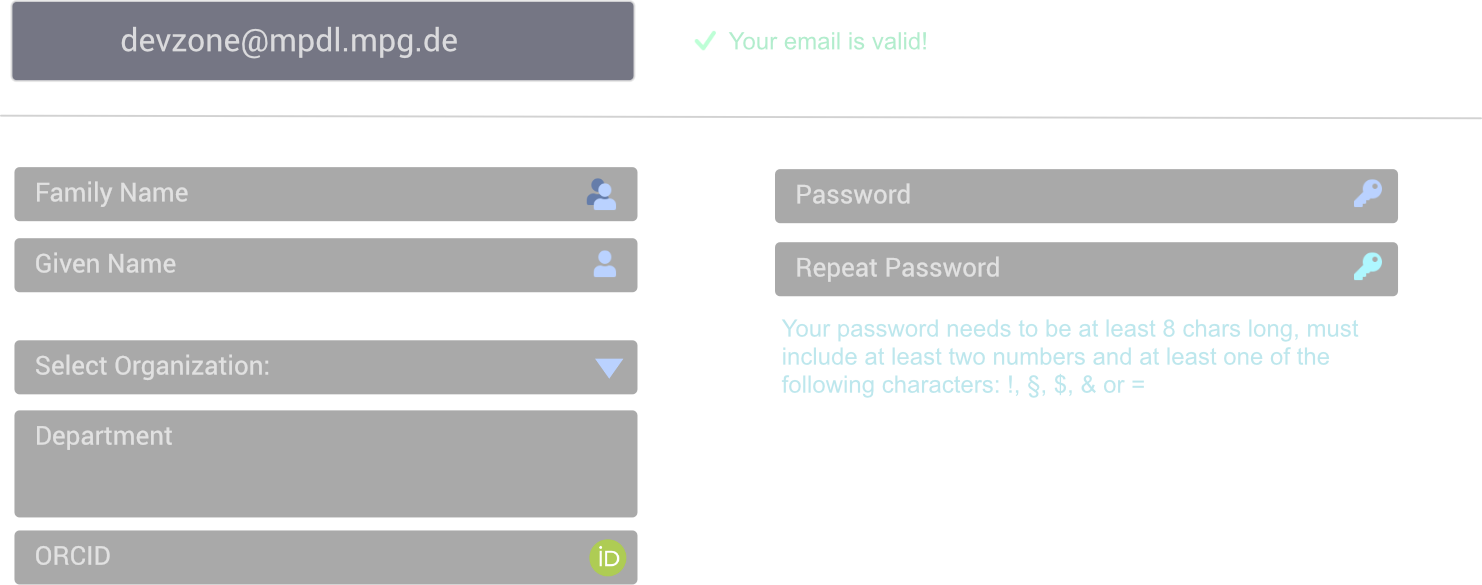 devzone@mpdl.mpg.de
Your email is valid!
Family Name
Given Name
Select Organization:
Department
ORCID
iD
Password
Repeat Password
Your password needs to be at least 8 chars long, must
include at least two numbers and at least one of the
following characters: !, §, $, & or =